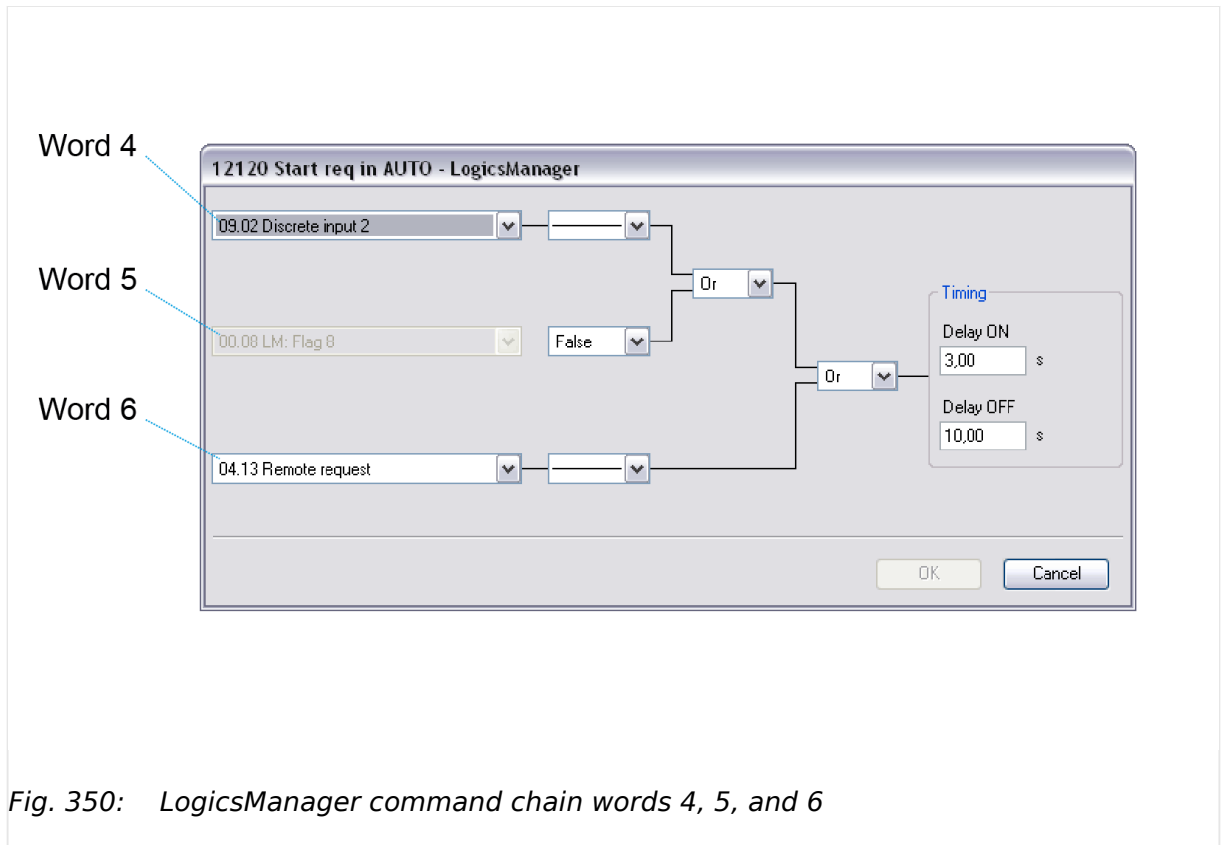 Word 4
12120 Start req in AUTO - LogicsManager
09.02 Discrete input 2
Word 5
Or
Timing
00.08 LM: Flag 8
False
Delay ON
3,00 s
Or
Word 6
Delay OFF
10,00 s
04.13 Remote request
OK
Cancel
Fig. 350: LogicsManager command chain words 4, 5, and 6